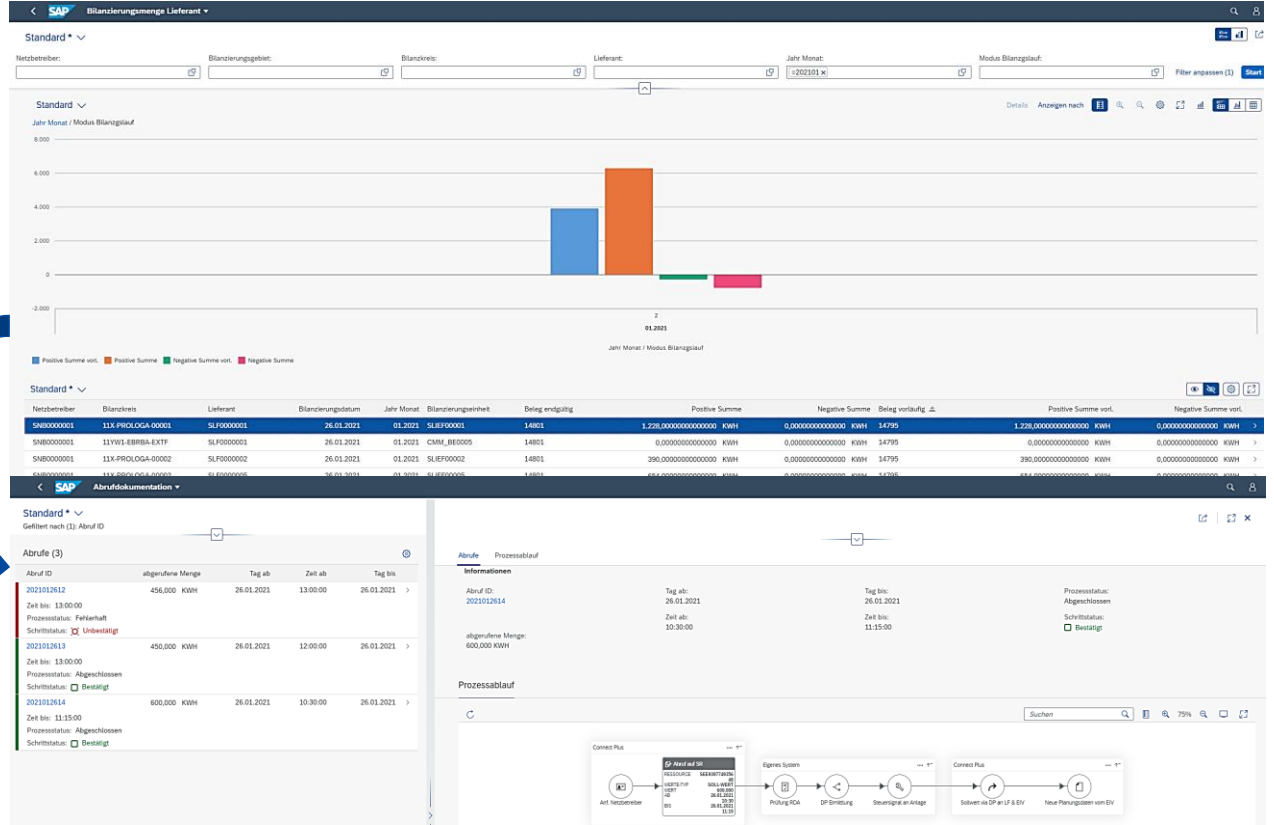 SAP Bilanzierungsmenge Lieferant
Standard *
Netzbetreiber: Bilanzierungsgebiet: Bilanzkreis: Lieferant: Jahr Monat: Modus Bilanzgslauf:
=202101 × Filter anpassen (1) Start
Standard Details Anzeigen nach
Jahr Monat / Modus Bilanzgslauf
8.000
6.000
4.000
2.000
0
-2.000
2
01.2021
Jahr Monat / Modus Bilanzgslauf
Positive Summe vorl. Positive Summe Negative Summe vorl. Negative Summe
Standard *
Netzbetreiber Bilanzkreis Lieferant Bilanzierungsdatum Jahr Monat Bilanzierungseinheit Beleg endgültig Positive Summe Negative Summe Beleg vorläufig Positive Summe vorl. Negative Summe vorl.
SNB0000001 11X-PROLOGA-00001 SLF0000001 26.01.2021 01.2021 SLIEF00001 14801 1.228,00000000000000 KWH 0,00000000000000 KWH 14795 1.228,00000000000000 KWH 0,00000000000000 KWH
SNB0000001 11YW1-EBRBA-EXTF SLF0000001 26.01.2021 01.2021 CMM_BE0005 14801 0,00000000000000 KWH 0,00000000000000 KWH 14795 0,00000000000000 KWH 0,00000000000000 KWH
SNB0000001 11X-PROLOGA-00002 SLF0000002 26.01.2021 01.2021 SLIEF00002 14801 390,00000000000000 KWH 0,00000000000000 KWH 14795 390,00000000000000 KWH 0,00000000000000 KWH
SAP Abrufdokumentation
Standard *
Gefiltert nach (1): Abruf ID
Abrufe (3)
Abruf ID abgerufene Menge Tag ab Zeit ab Tag bis
2021012612 456,000 KWH 26.01.2021 13:00:00 26.01.2021
Zeit bis: 13:00:00
Prozessstatus: Fehlerhaft
Schrittstatus: Unbestätigt
2021012613 450,000 KWH 26.01.2021 12:00:00 26.01.2021
Zeit bis: 13:00:00
Prozessstatus: Abgeschlossen
Schrittstatus: Bestätigt
2021012614 600,000 KWH 26.01.2021 10:30:00 26.01.2021
Zeit bis: 11:15:00
Prozessstatus: Abgeschlossen
Schrittstatus: Bestätigt
Abrufe Prozessablauf
Informationen
Abruf ID: Tag ab: Tag bis: Prozessstatus:
2021012614 26.01.2021 26.01.2021 Abgeschlossen
Zeit ab: Zeit bis: Schrittstatus:
10:30:00 11:15:00 Bestätigt
abgerufene Menge:
600,000 KWH
Prozessablauf
Suchen 75%
Connect Plus
Anf. Netzbetreiber
Abruf auf SR
RESSOURCE
WERTE-TYP SOLL-WERT
WERT 600,000
AB 26.01.2021
10:30
BIS 26.01.2021
11:15
Eigenes System
Prüfung RDA DP Ermittlung Steuersignal an Anlage
Connect Plus
Sollwert via DP an LF & EIV Neue Planungsdaten vom EIV